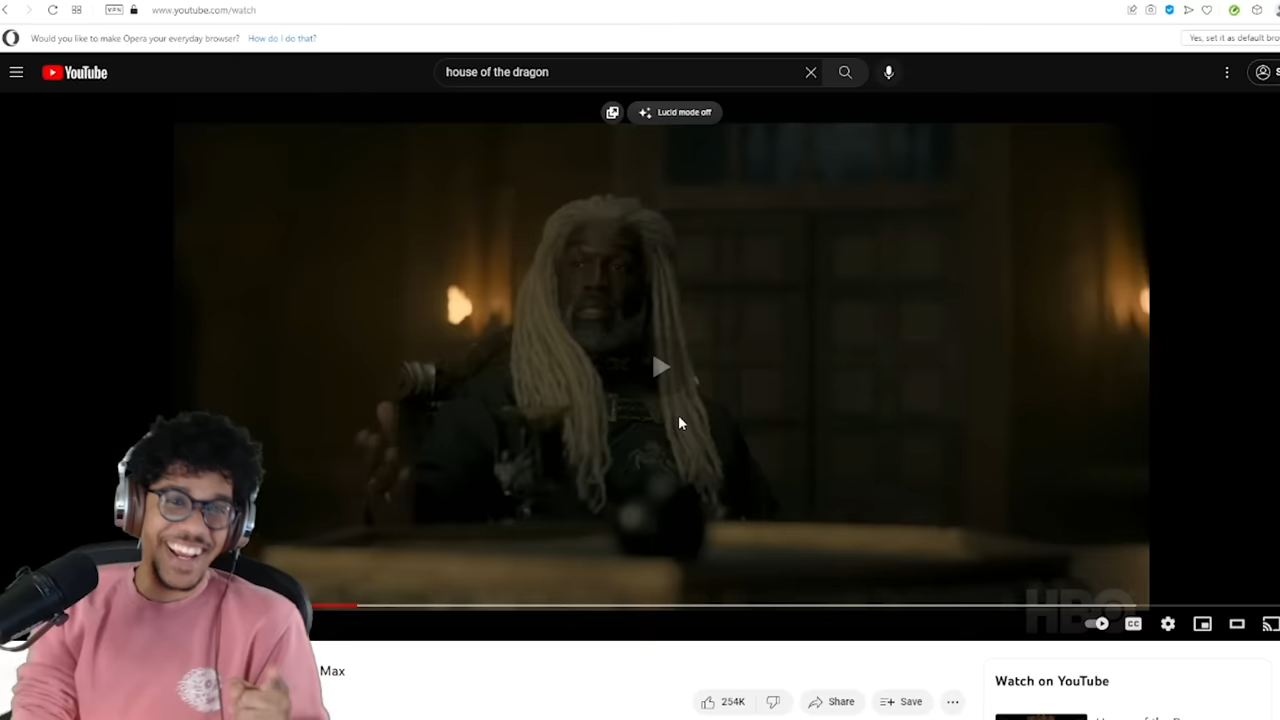 VPN
www.youtube.com/watch
Would you like to make Opera your everyday browser? How do I do that?
Yes, set it as default bro
YouTube
house of the dragon
S
Lucid mode off
HBO
CC
Max
254K
Share
Save
Watch on YouTube